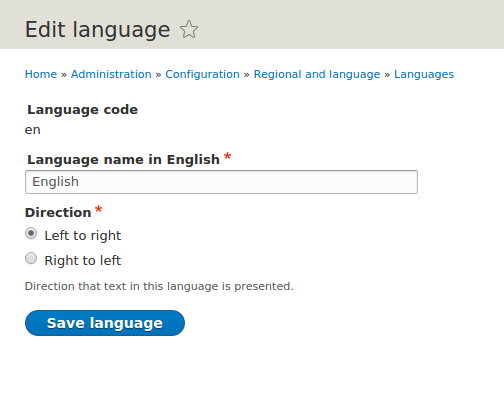 Edit language
Home » Administration » Configuration » Regional and language » Languages
Language code
en
Language name in English *
English
Direction *
Left to right
Right to left
Direction that text in this language is presented.
Save language